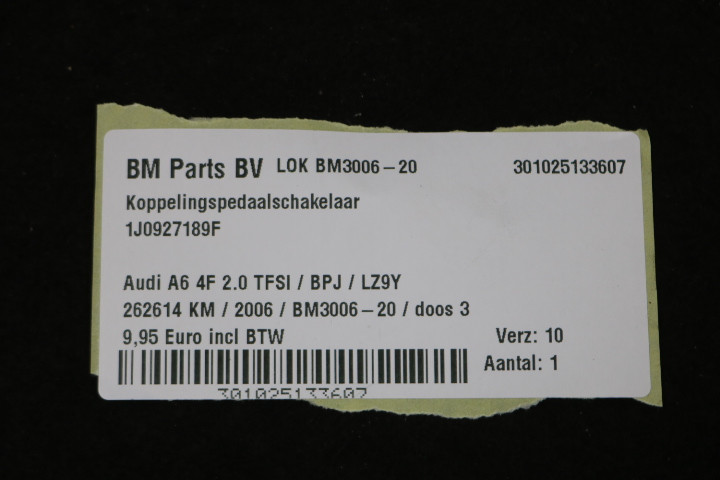 BM Parts BV LOK BM3006-20 301025133607
Koppelingspedaalschakelaar
1J0927189F
Audi A6 4F 2.0 TFSI / BPJ / LZ9Y
262614 KM / 2006 / BM3006-20 / doos 3
9,95 Euro incl BTW Verz: 10
Aantal: 1
301025133607